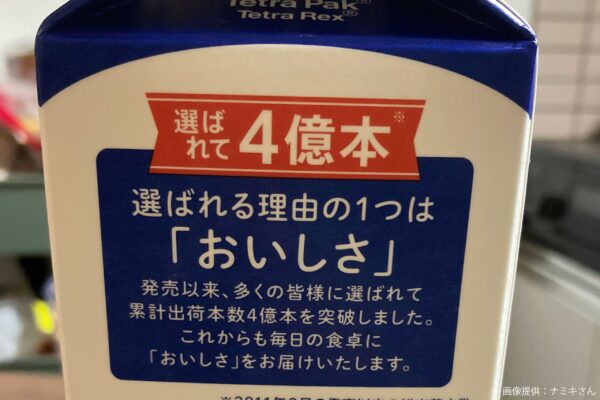 Tetra Pak®
Tetra Rex®
選ば
れて
4億本※
選ばれる理由の1つは
「おいしさ」
発売以来、多くの皆様に選ばれて
累計出荷本数4億本を突破しました。
これからも毎日の食卓に
「おいしさ」をお届けいたします。
画像提供：ナミキさん